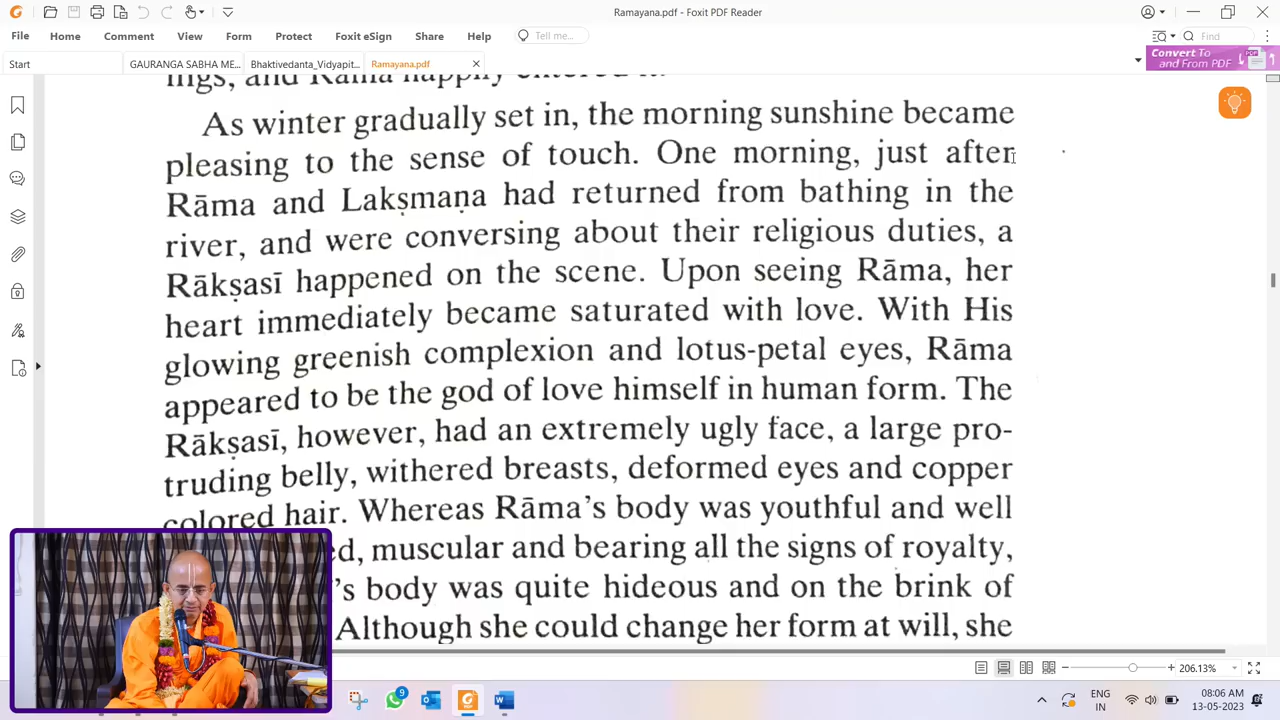 Ramayana.pdf - Foxit PDF Reader
File Home Comment View Form Protect Foxit eSign Share Help Tell me... Find
Start GAURANGA SABHA ME... Bhaktivedanta_Vidyapit... Ramayana.pdf
Convert To
and From PDF
ings, and Rāma happily entered it.
As winter gradually set in, the morning sunshine became
pleasing to the sense of touch. One morning, just after
Rāma and Lakṣmaṇa had returned from bathing in the
river, and were conversing about their religious duties, a
Rākṣasī happened on the scene. Upon seeing Rāma, her
heart immediately became saturated with love. With His
glowing greenish complexion and lotus-petal eyes, Rāma
appeared to be the god of love himself in human form. The
Rākṣasī, however, had an extremely ugly face, a large pro-
truding belly, withered breasts, deformed eyes and copper
colored hair. Whereas Rāma's body was youthful and well
ed, muscular and bearing all the signs of royalty,
's body was quite hideous and on the brink of
Although she could change her form at will, she
206.13%
9
ENG
IN
08:06 AM
13-05-2023